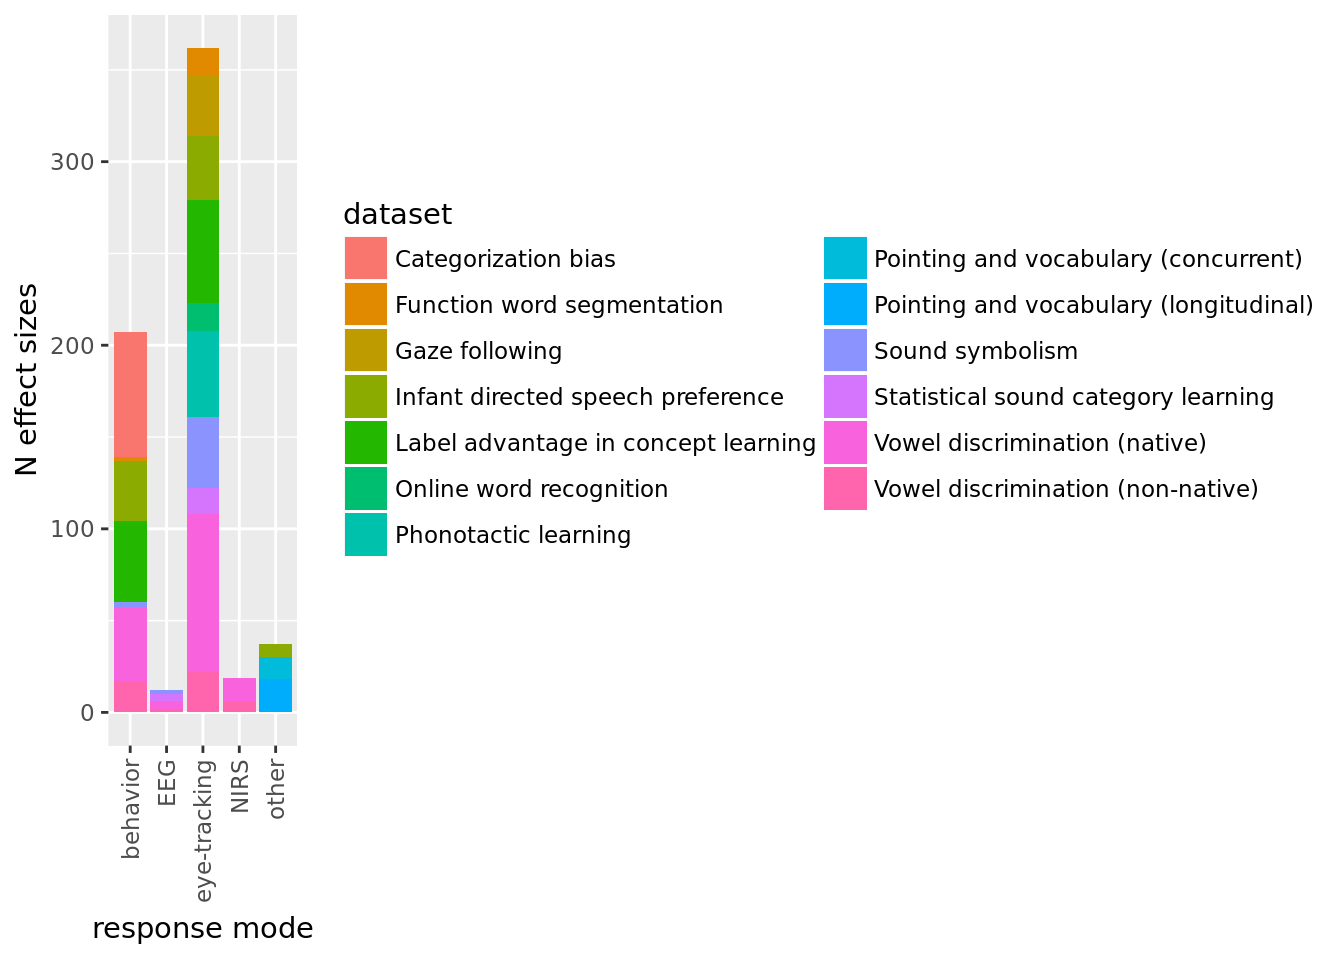 N effect sizes
300
200
100
0
behavior
EEG
eye-tracking
NIRS
other
response mode
dataset
Categorization bias
Function word segmentation
Gaze following
Infant directed speech preference
Label advantage in concept learning
Online word recognition
Phonotactic learning
Pointing and vocabulary (concurrent)
Pointing and vocabulary (longitudinal)
Sound symbolism
Statistical sound category learning
Vowel discrimination (native)
Vowel discrimination (non-native)